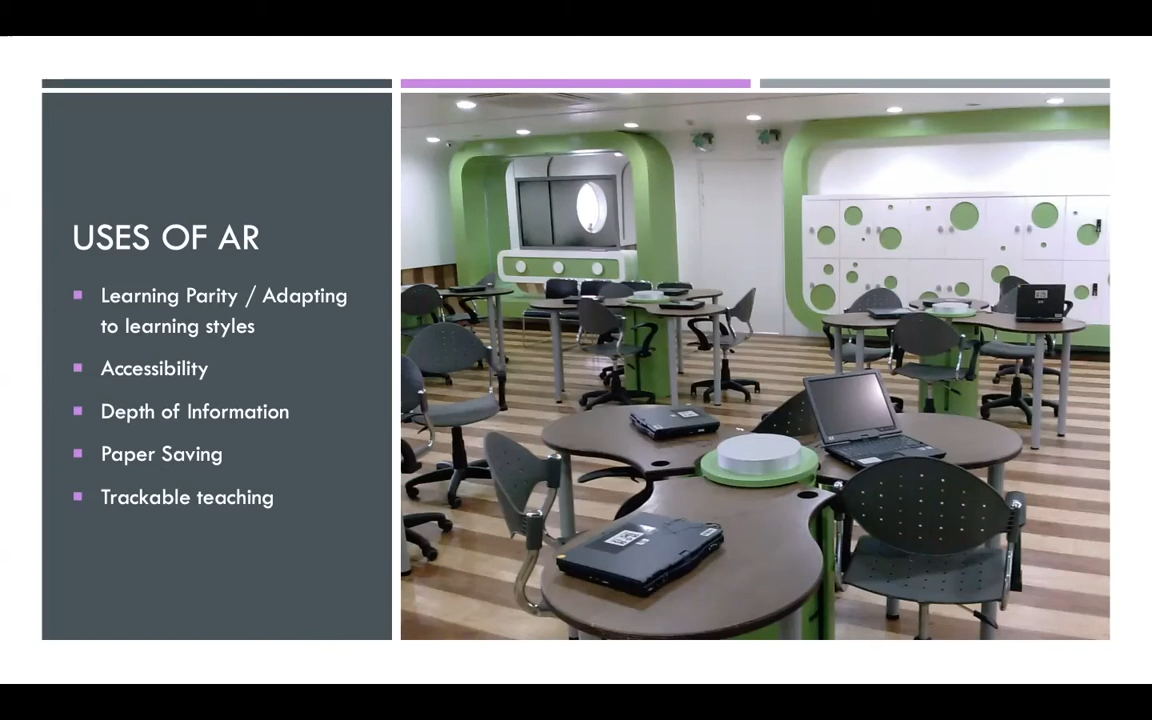 USES OF AR
Learning Parity / Adapting
to learning styles
Accessibility
Depth of Information
Paper Saving
Trackable teaching